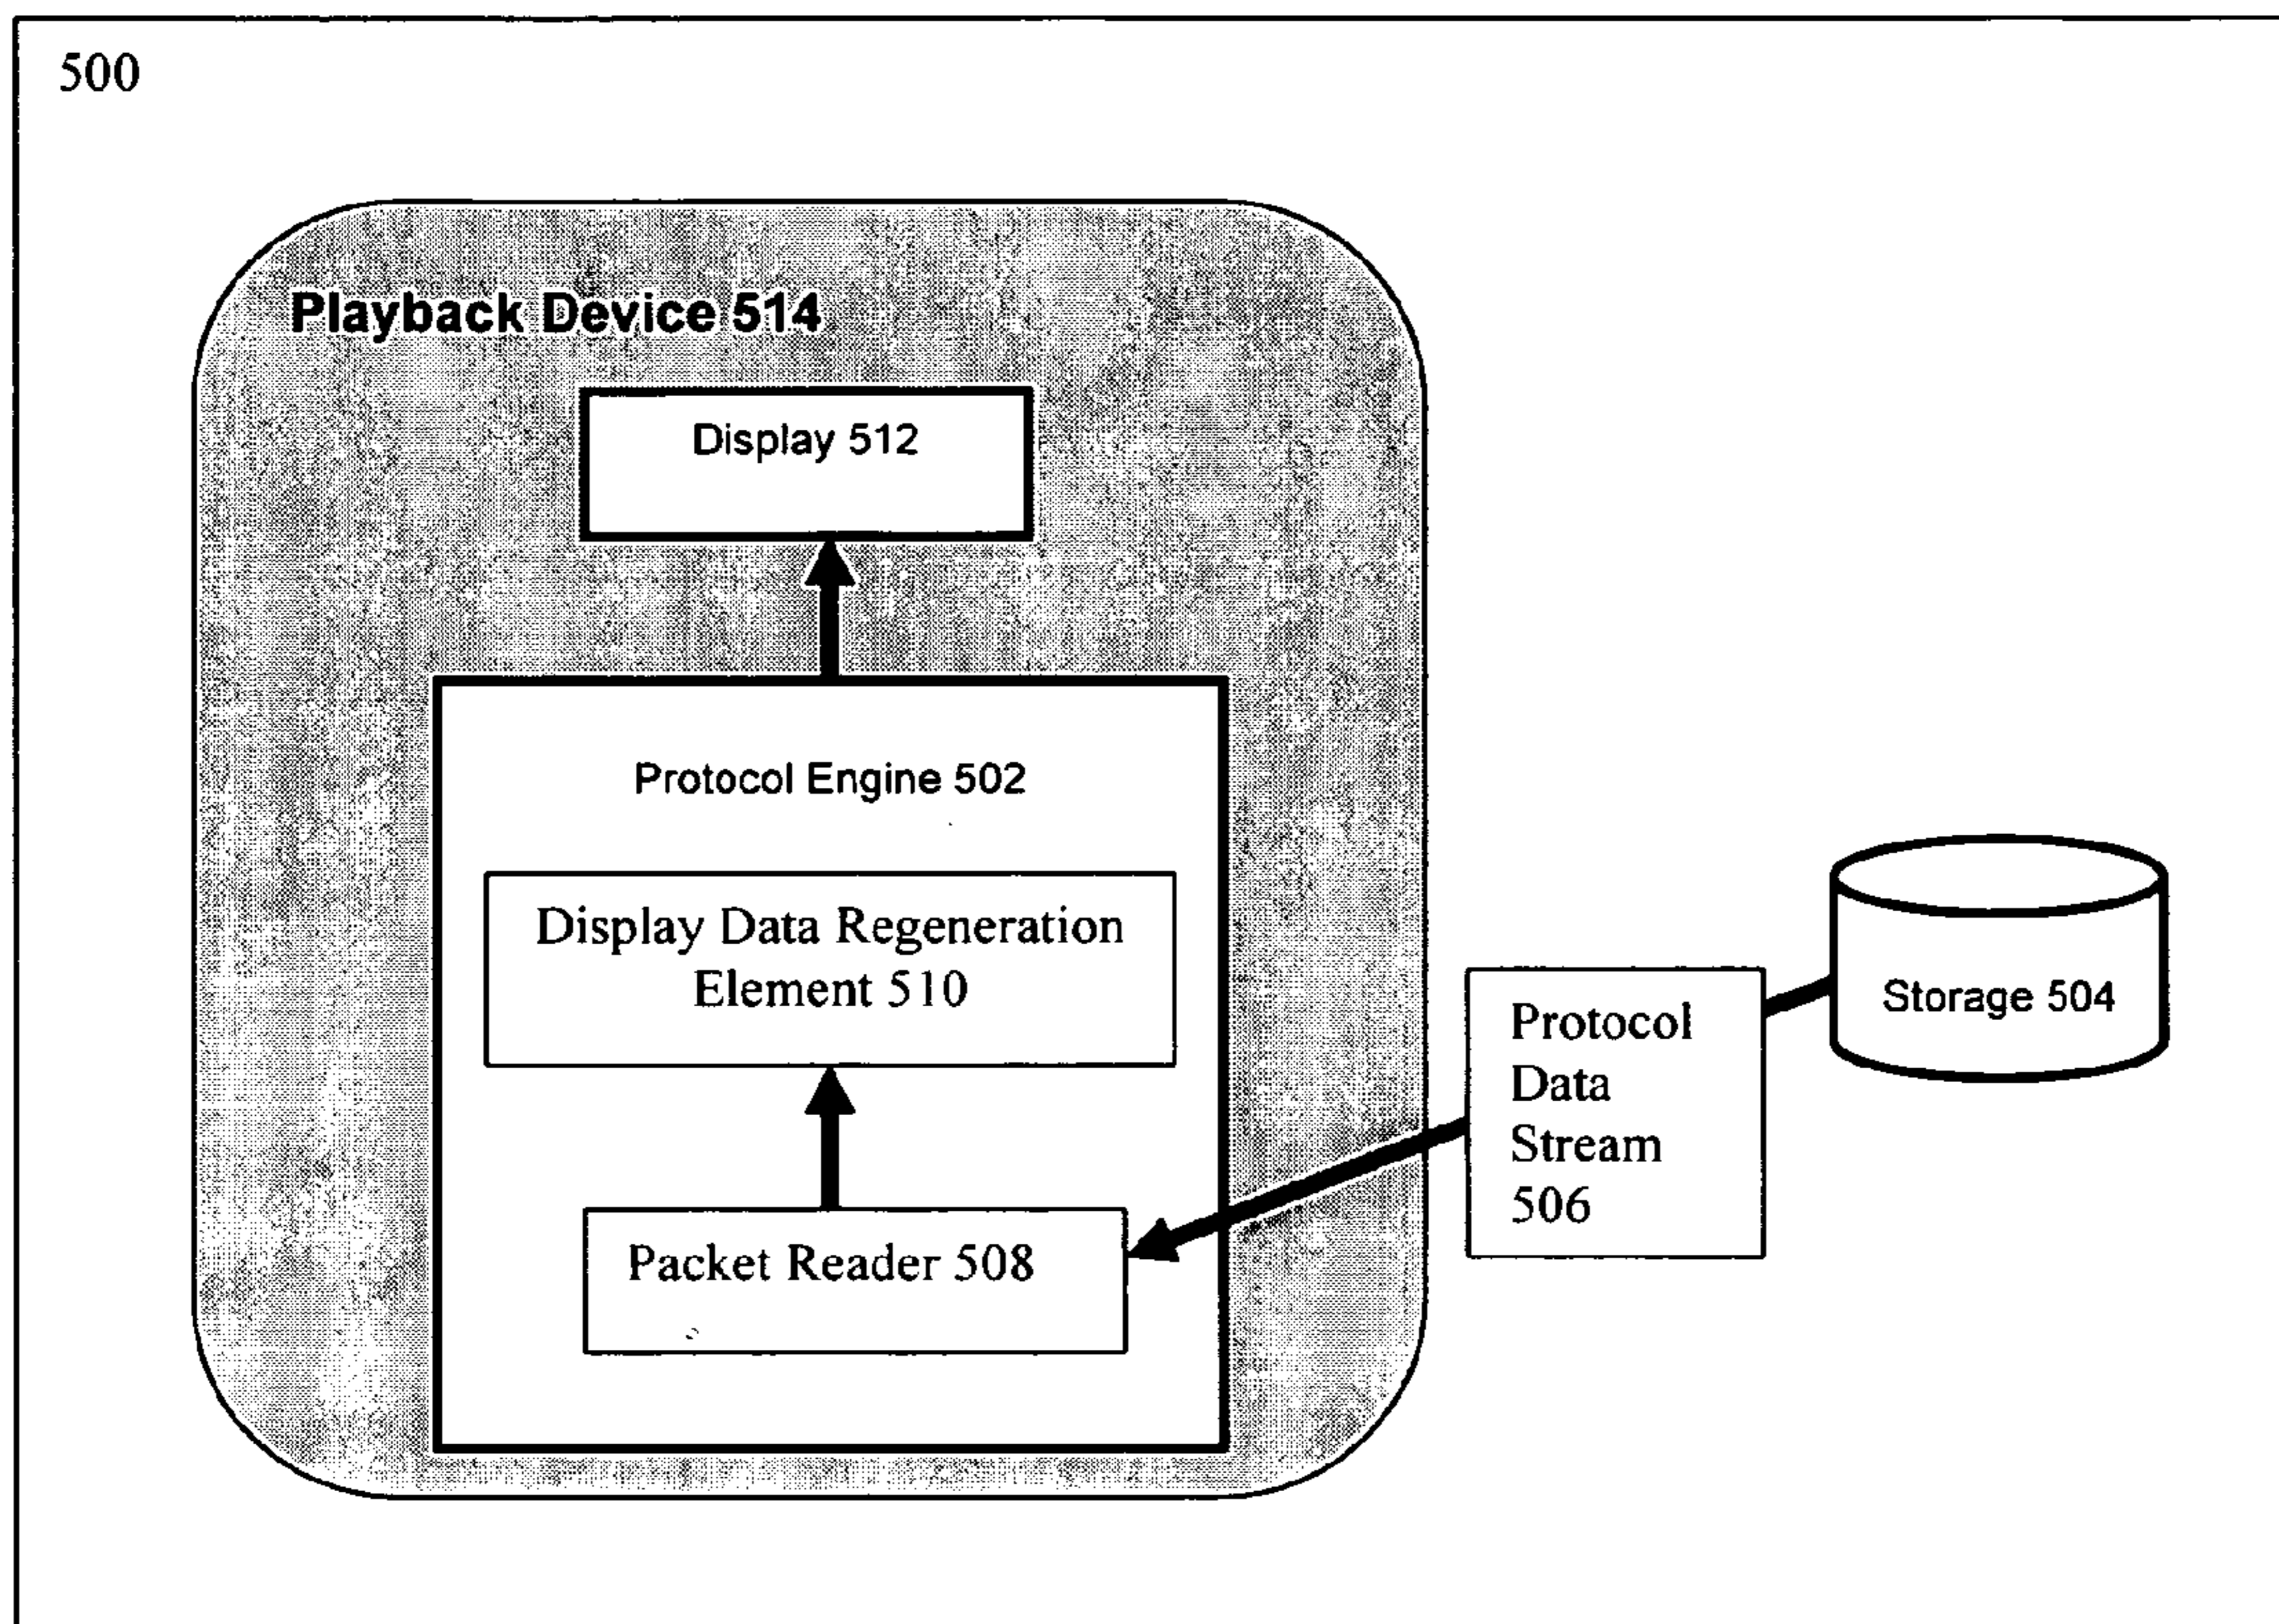 500
Playback Device 514
Display 512
Protocol Engine 502
Display Data Regeneration
Element 510
Packet Reader 508
Protocol
Data
Stream
506
Storage 504